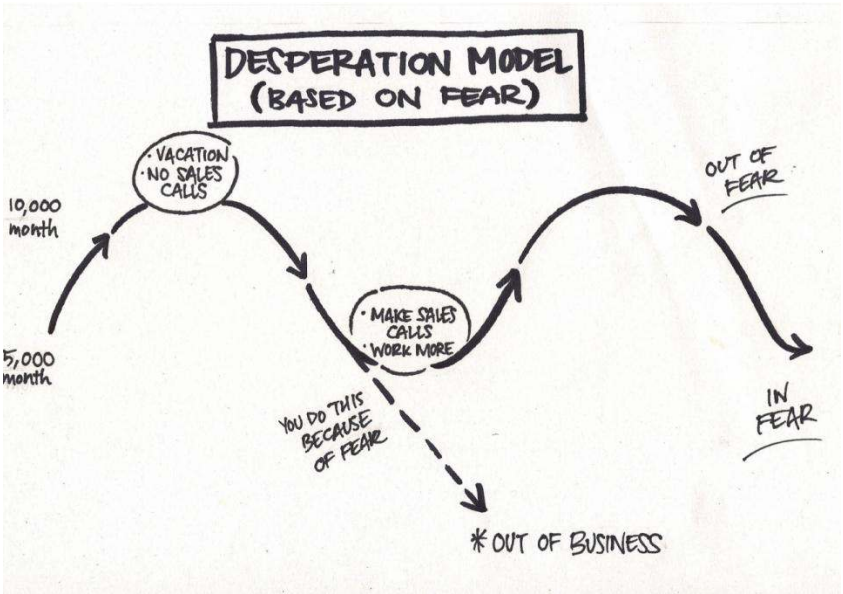 DESPERATION MODEL
(BASED ON FEAR)
· VACATION
· NO SALES
CALLS
10,000
month
5,000
month
· MAKE SALES
CALLS
· WORK MORE
YOU DO THIS
BECAUSE
OF FEAR
* OUT OF BUSINESS
OUT OF
FEAR
IN
FEAR